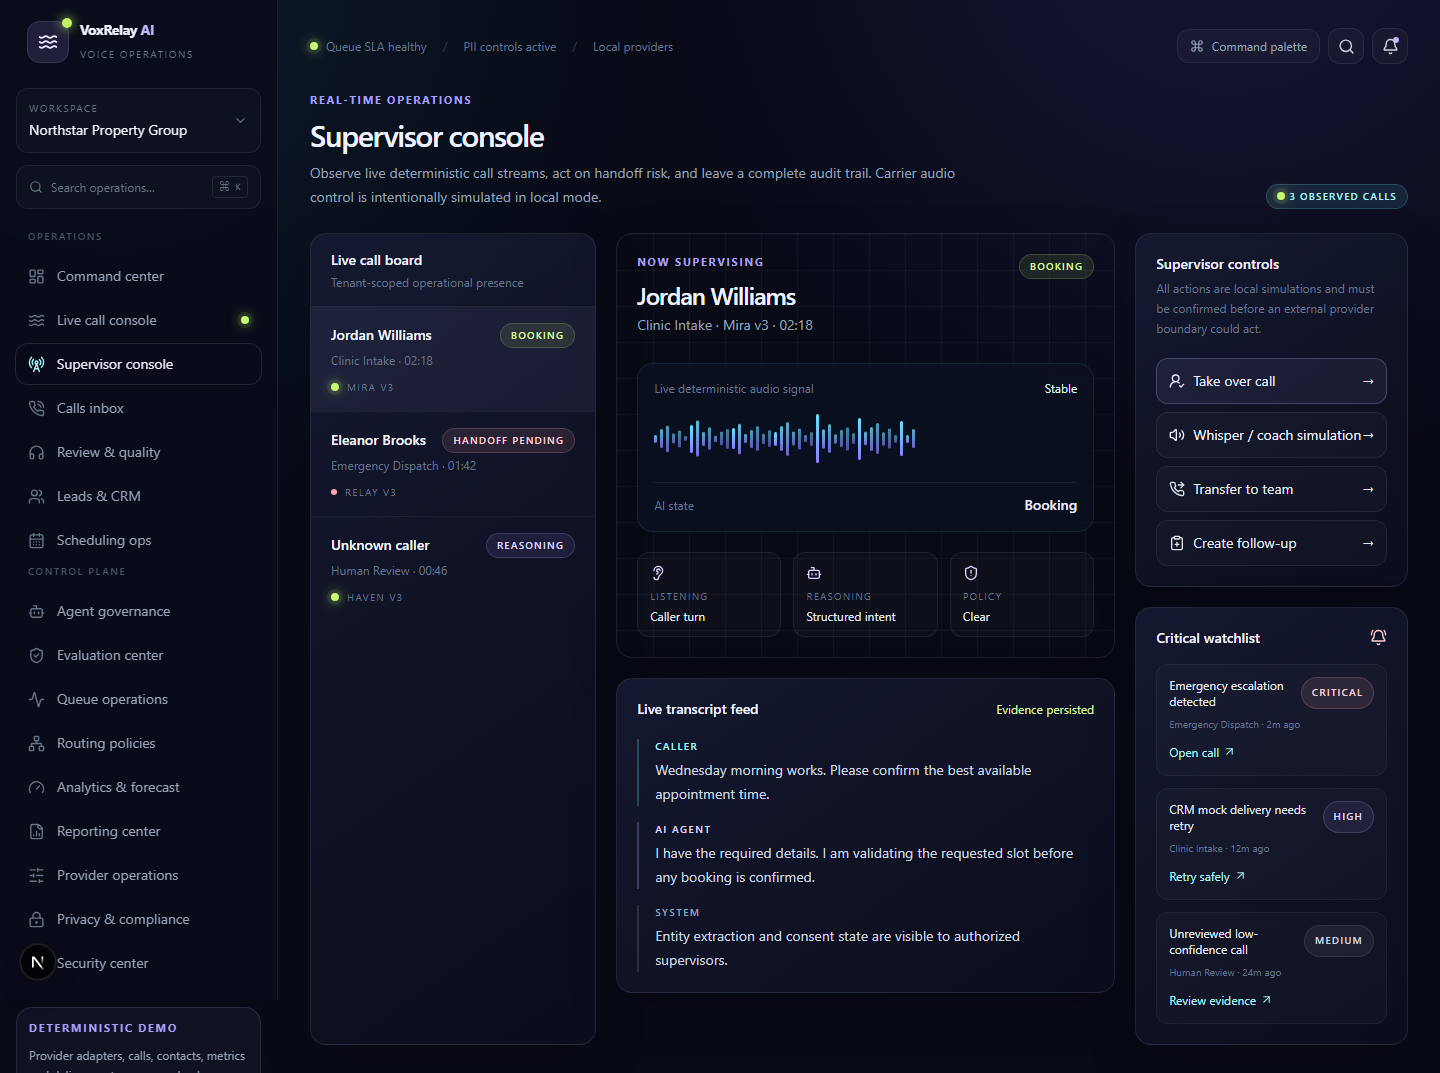 VoxRelay AI
VOICE OPERATIONS
WORKSPACE
Northstar Property Group
Search operations...
⌘ K
OPERATIONS
Command center
Live call console
Supervisor console
Calls inbox
Review & quality
Leads & CRM
Scheduling ops
CONTROL PLANE
Agent governance
Evaluation center
Queue operations
Routing policies
Analytics & forecast
Reporting center
Provider operations
Privacy & compliance
N
Security center
DETERMINISTIC DEMO
Provider adapters, calls, contacts, metrics
Queue SLA healthy / PII controls active / Local providers
⌘ Command palette
REAL-TIME OPERATIONS
Supervisor console
Observe live deterministic call streams, act on handoff risk, and leave a complete audit trail. Carrier audio
control is intentionally simulated in local mode.
3 OBSERVED CALLS
Live call board
Tenant-scoped operational presence
Jordan Williams
BOOKING
Clinic Intake · 02:18
MIRA V3
Eleanor Brooks
HANDOFF PENDING
Emergency Dispatch · 01:42
RELAY V3
Unknown caller
REASONING
Human Review · 00:46
HAVEN V3
NOW SUPERVISING
BOOKING
Jordan Williams
Clinic Intake · Mira v3 · 02:18
Live deterministic audio signal
Stable
AI state
Booking
LISTENING
Caller turn
REASONING
Structured intent
POLICY
Clear
Live transcript feed
Evidence persisted
CALLER
Wednesday morning works. Please confirm the best available
appointment time.
AI AGENT
I have the required details. I am validating the requested slot before
any booking is confirmed.
SYSTEM
Entity extraction and consent state are visible to authorized
supervisors.
Supervisor controls
All actions are local simulations and must
be confirmed before an external provider
boundary could act.
Take over call →
Whisper / coach simulation →
Transfer to team →
Create follow-up →
Critical watchlist
Emergency escalation
detected
CRITICAL
Emergency Dispatch · 2m ago
Open call
CRM mock delivery needs
retry
HIGH
Clinic Intake · 12m ago
Retry safely
Unreviewed low-
confidence call
MEDIUM
Human Review · 24m ago
Review evidence